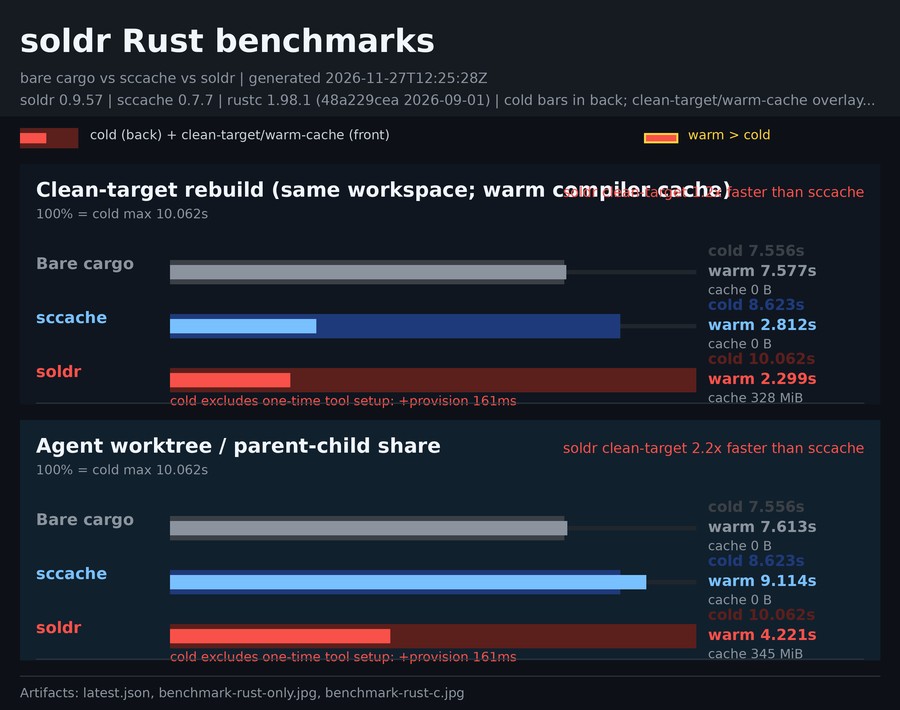 soldr Rust benchmarks
bare cargo vs sccache vs soldr | generated 2026-11-27T12:25:28Z
soldr 0.9.57 | sccache 0.7.7 | rustc 1.98.1 (48a229cea 2026-09-01) | cold bars in back; clean-target/warm-cache overlay...
cold (back) + clean-target/warm-cache (front)
warm > cold
Clean-target rebuild (same workspace; warm compiler cache)
soldr clean-target 1.2x faster than sccache
100% = cold max 10.062s
Bare cargo
cold 7.556s
warm 7.577s
cache 0 B
sccache
cold 8.623s
warm 2.812s
cache 0 B
soldr
cold 10.062s
warm 2.299s
cache 328 MiB
cold excludes one-time tool setup: +provision 161ms
Agent worktree / parent-child share
soldr clean-target 2.2x faster than sccache
100% = cold max 10.062s
Bare cargo
cold 7.556s
warm 7.613s
cache 0 B
sccache
cold 8.623s
warm 9.114s
cache 0 B
soldr
cold 10.062s
warm 4.221s
cache 345 MiB
cold excludes one-time tool setup: +provision 161ms
Artifacts: latest.json, benchmark-rust-only.jpg, benchmark-rust-c.jpg